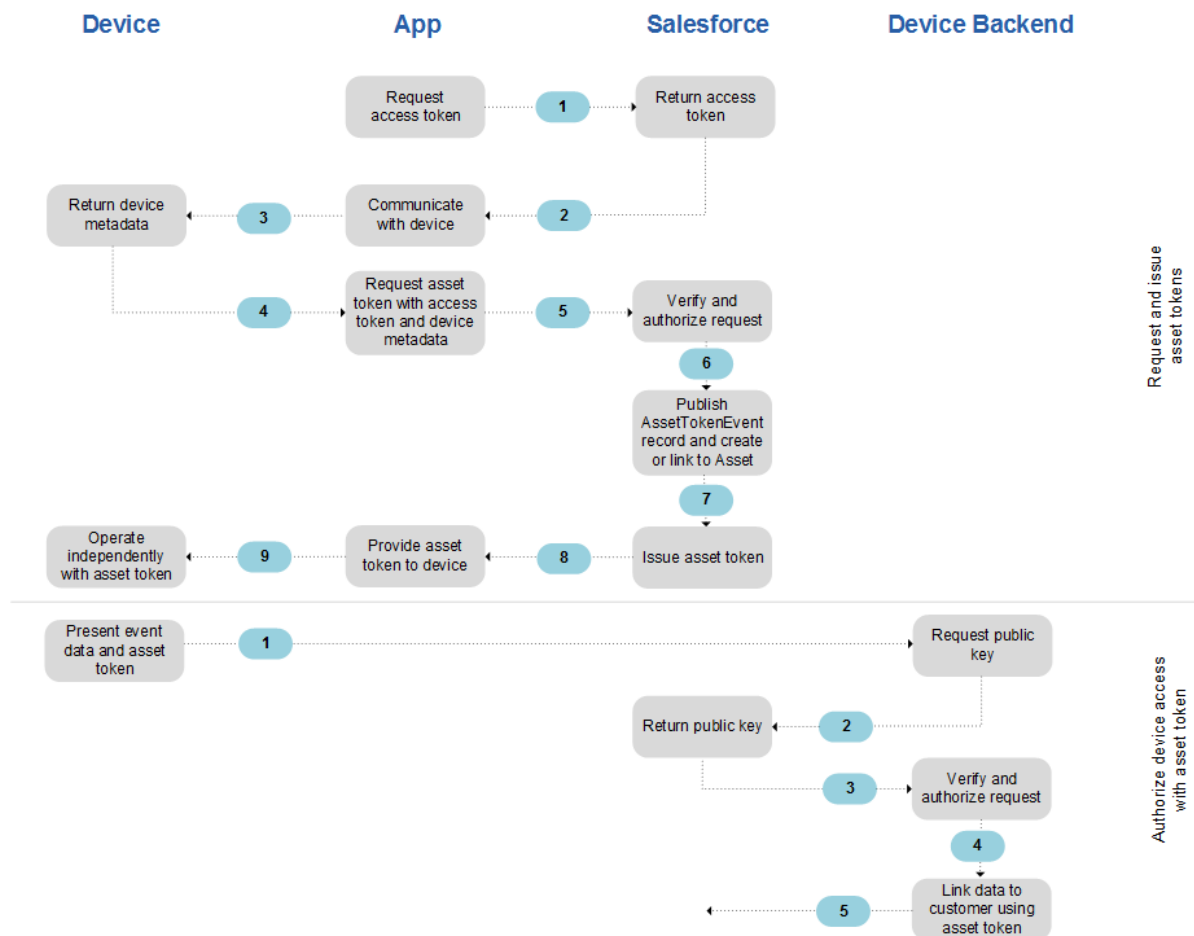 Device
App
Salesforce
Device Backend
Request
access token
1
Return access
token
Return device
metadata
3
Communicate
with device
2
4
Request asset
token with access
token and device
metadata
5
Verify and
authorize request
6
Publish
AssetTokenEvent
record and create
or link to Asset
7
Operate
independently
with asset token
9
Provide asset
token to device
8
Issue asset token
Request and issue
asset tokens
Present event
data and asset
token
1
Request public
key
Return public key
2
3
Verify and
authorize request
4
5
Link data to
customer using
asset token
Authorize device access
with asset token